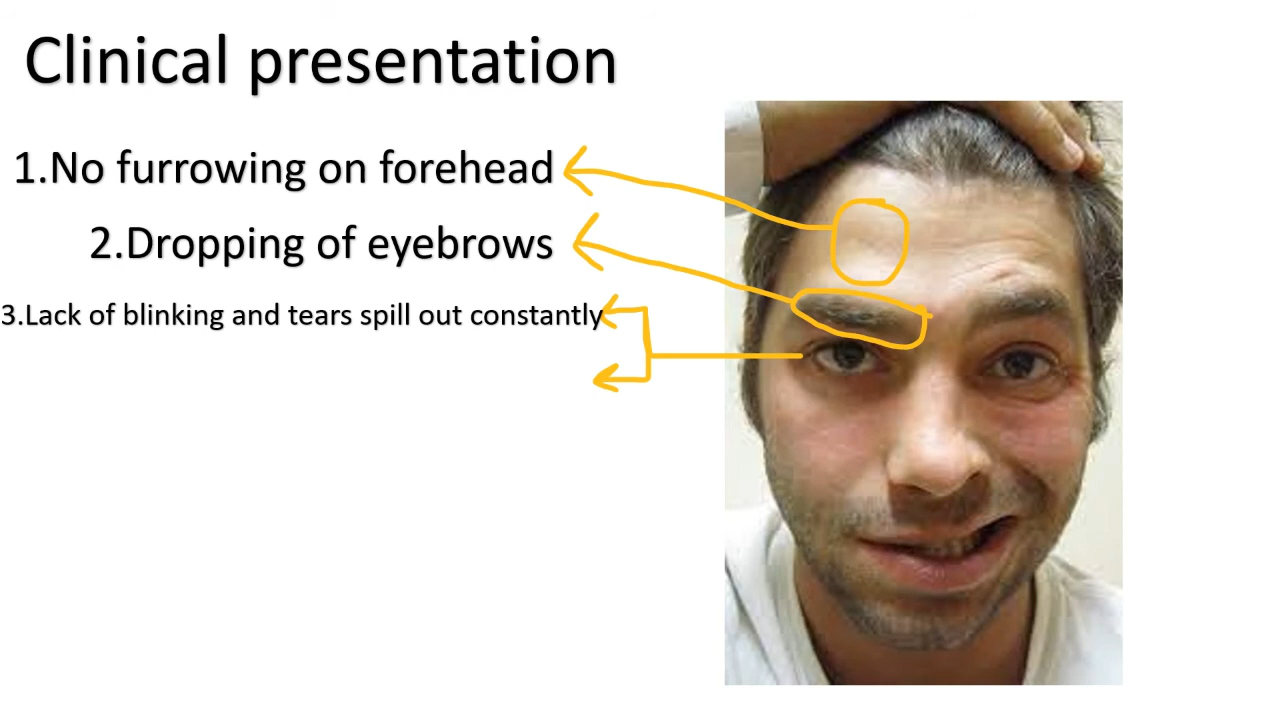 Clinical presentation
1.No furrowing on forehead
2.Dropping of eyebrows
3.Lack of blinking and tears spill out constantly